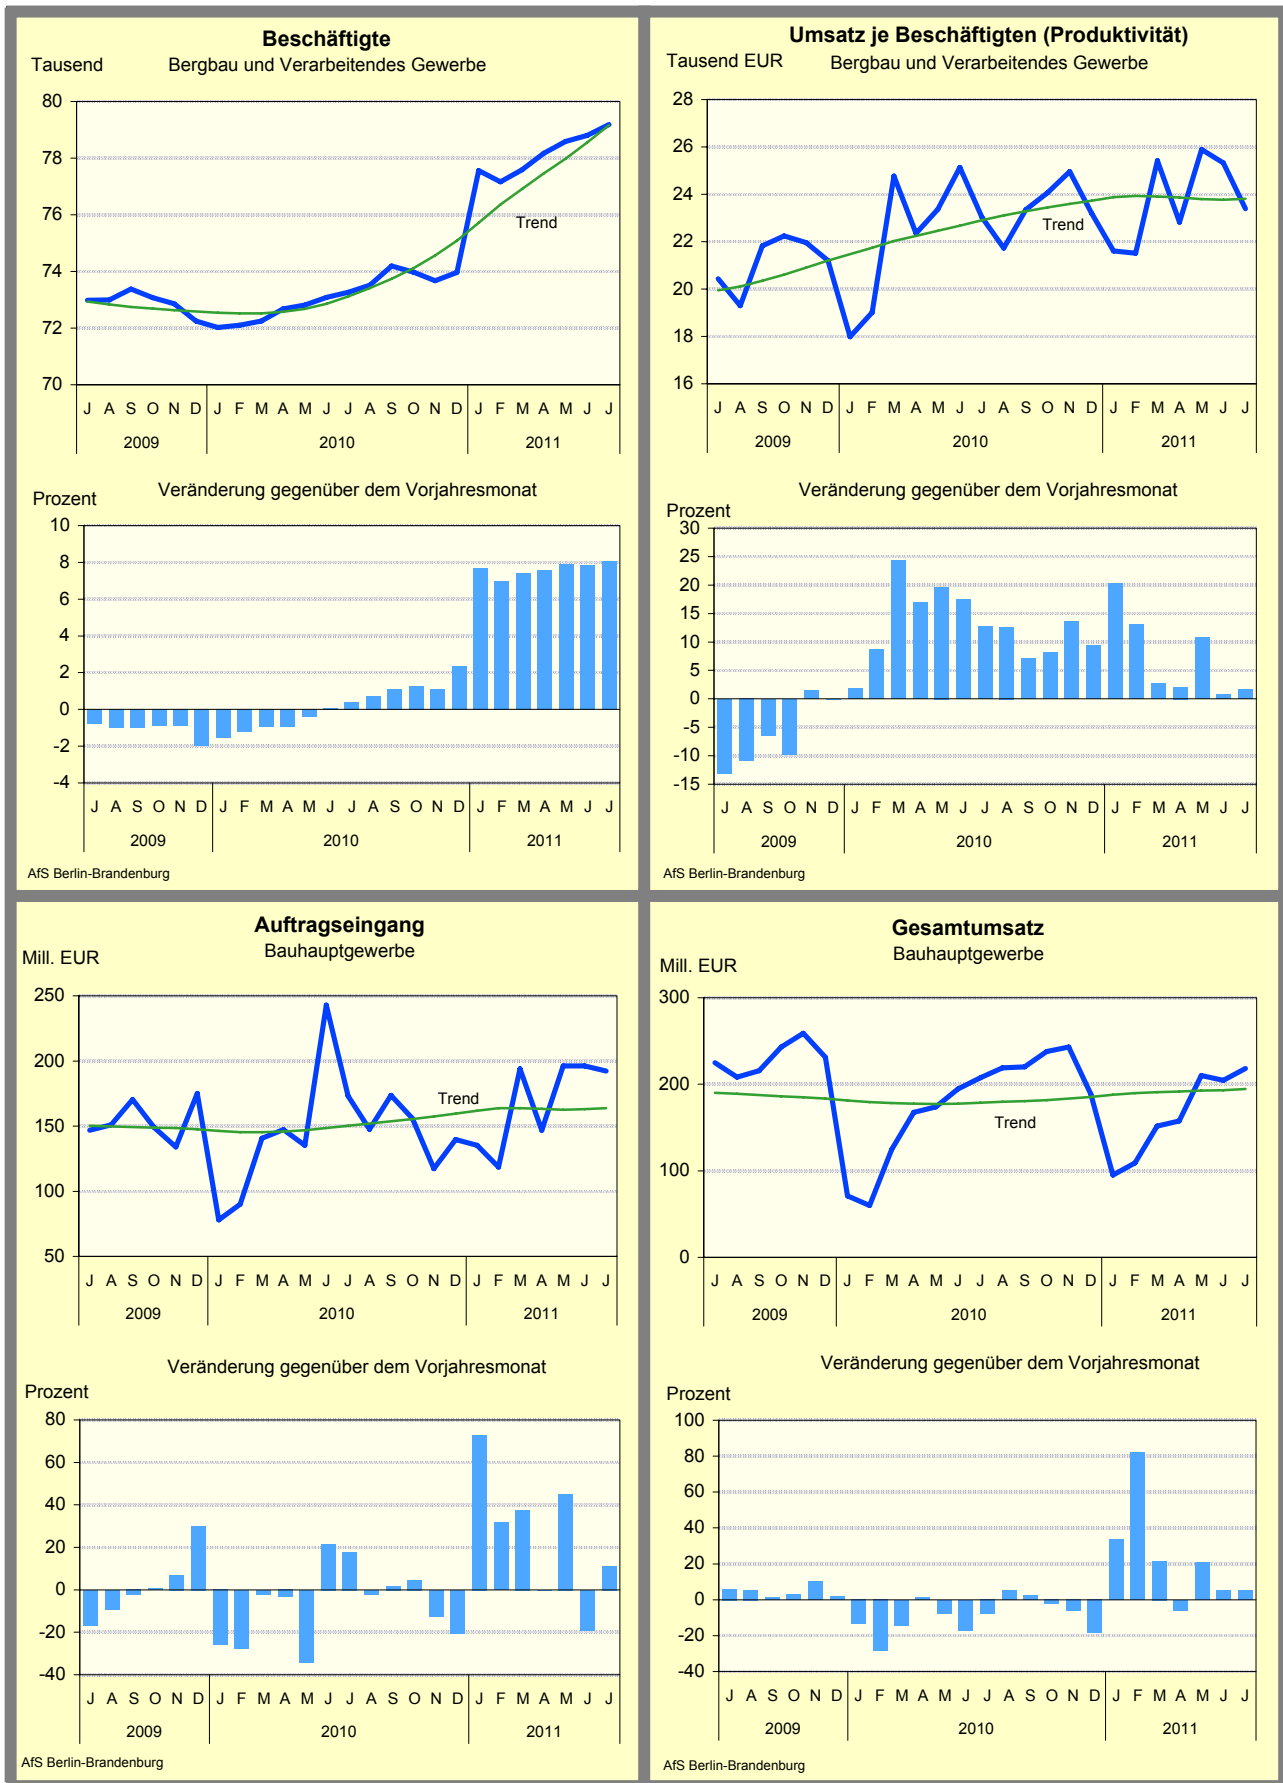 Beschäftigte
Tausend Bergbau und Verarbeitendes Gewerbe
80
78
76
Trend
74
72
70
J A S O N D J F M A M J J A S O N D J F M A M J J
2009 2010 2011
Veränderung gegenüber dem Vorjahresmonat
Prozent
10
8
6
4
2
0
-2
-4
J A S O N D J F M A M J J A S O N D J F M A M J J
2009 2010 2011
AfS Berlin-Brandenburg
Umsatz je Beschäftigten (Produktivität)
Tausend EUR Bergbau und Verarbeitendes Gewerbe
28
26
24
Trend
22
20
18
16
J A S O N D J F M A M J J A S O N D J F M A M J J
2009 2010 2011
Veränderung gegenüber dem Vorjahresmonat
Prozent
30
25
20
15
10
5
0
-5
-10
-15
J A S O N D J F M A M J J A S O N D J F M A M J J
2009 2010 2011
AfS Berlin-Brandenburg
Auftragseingang
Bauhauptgewerbe
Mill. EUR
250
200
Trend
150
100
50
J A S O N D J F M A M J J A S O N D J F M A M J J
2009 2010 2011
Veränderung gegenüber dem Vorjahresmonat
Prozent
80
60
40
20
0
-20
-40
J A S O N D J F M A M J J A S O N D J F M A M J J
2009 2010 2011
AfS Berlin-Brandenburg
Gesamtumsatz
Bauhauptgewerbe
Mill. EUR
300
200
Trend
100
0
J A S O N D J F M A M J J A S O N D J F M A M J J
2009 2010 2011
Veränderung gegenüber dem Vorjahresmonat
Prozent
100
80
60
40
20
0
-20
-40
J A S O N D J F M A M J J A S O N D J F M A M J J
2009 2010 2011
AfS Berlin-Brandenburg